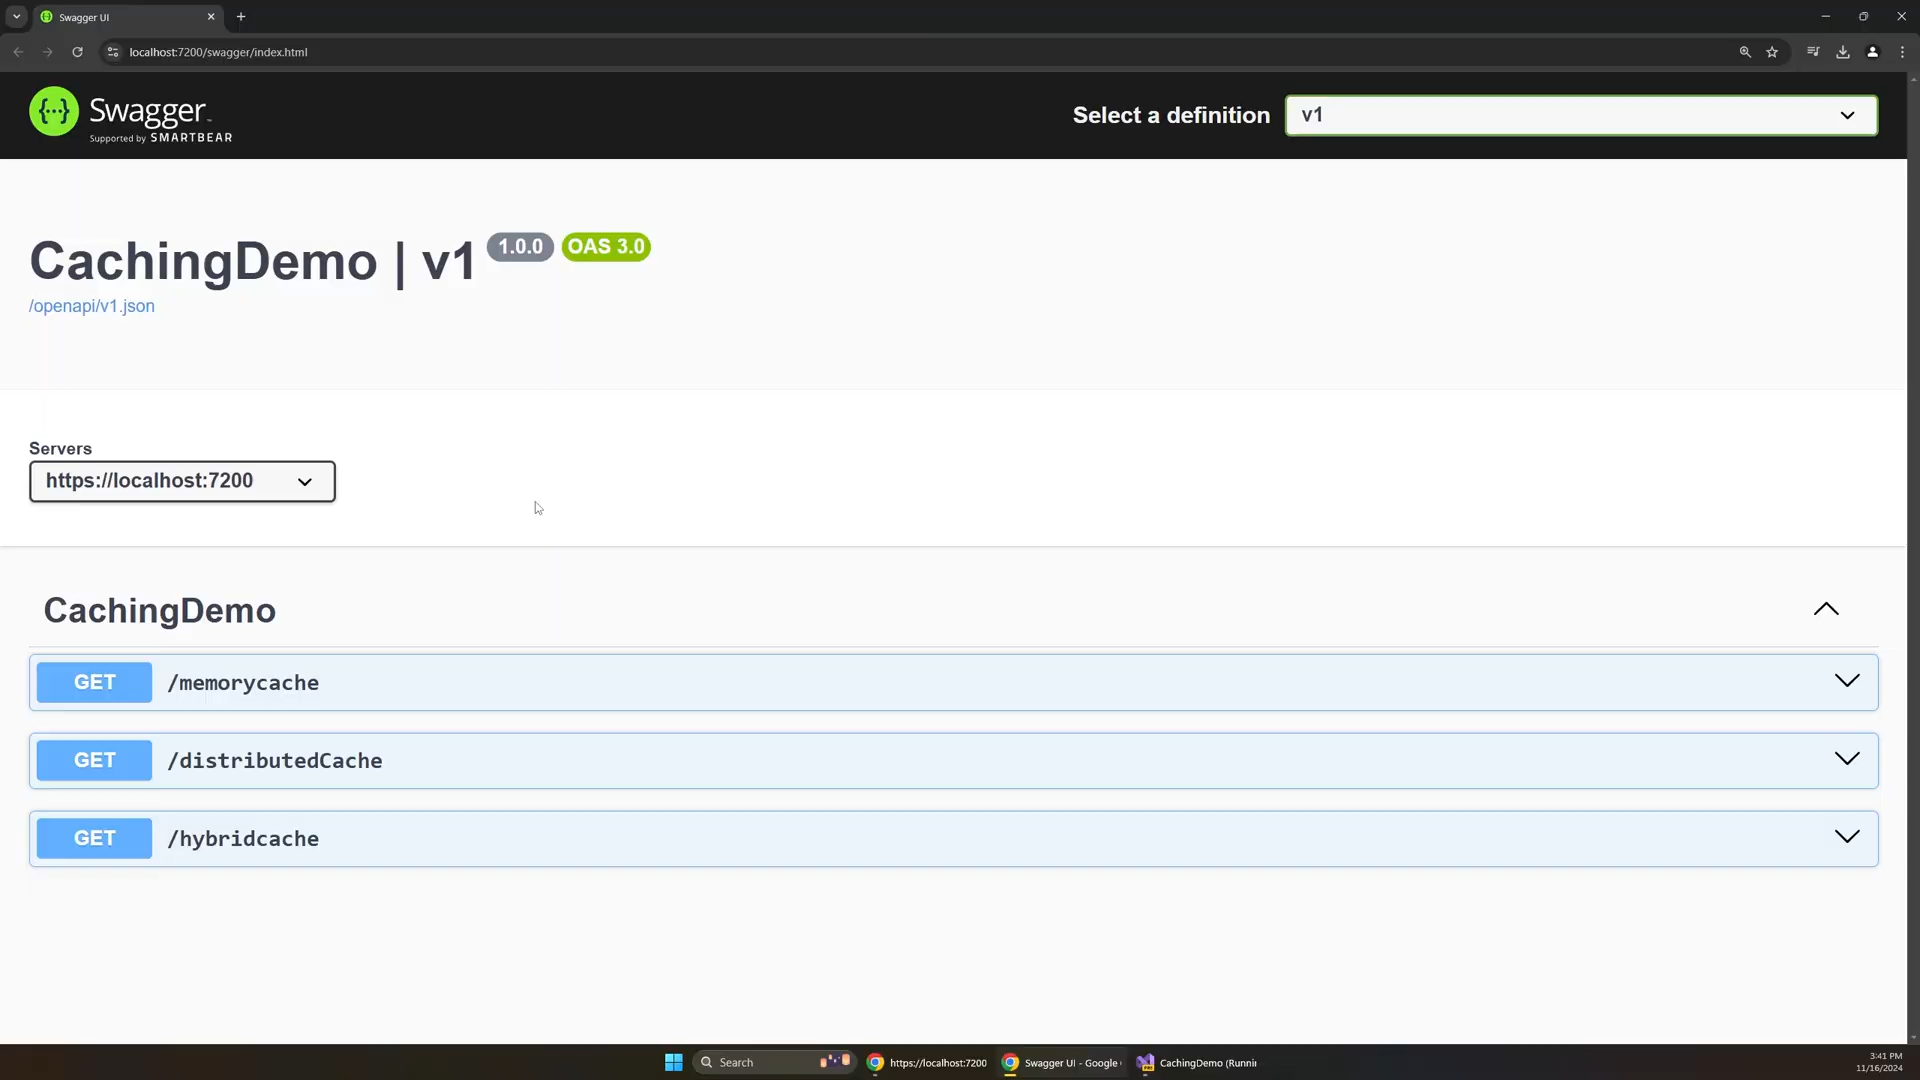 Swagger UI
localhost:7200/swagger/index.html
Swagger
Supported by SMARTBEAR
Select a definition
v1
CachingDemo | v1
1.0.0
OAS 3.0
/openapi/v1.json
Servers
https://localhost:7200
CachingDemo
GET /memorycache
GET /distributedCache
GET /hybridcache
Search
https://localhost:7200
Swagger UI - Google
CachingDemo (Runnin
3:41 PM
11/16/2024